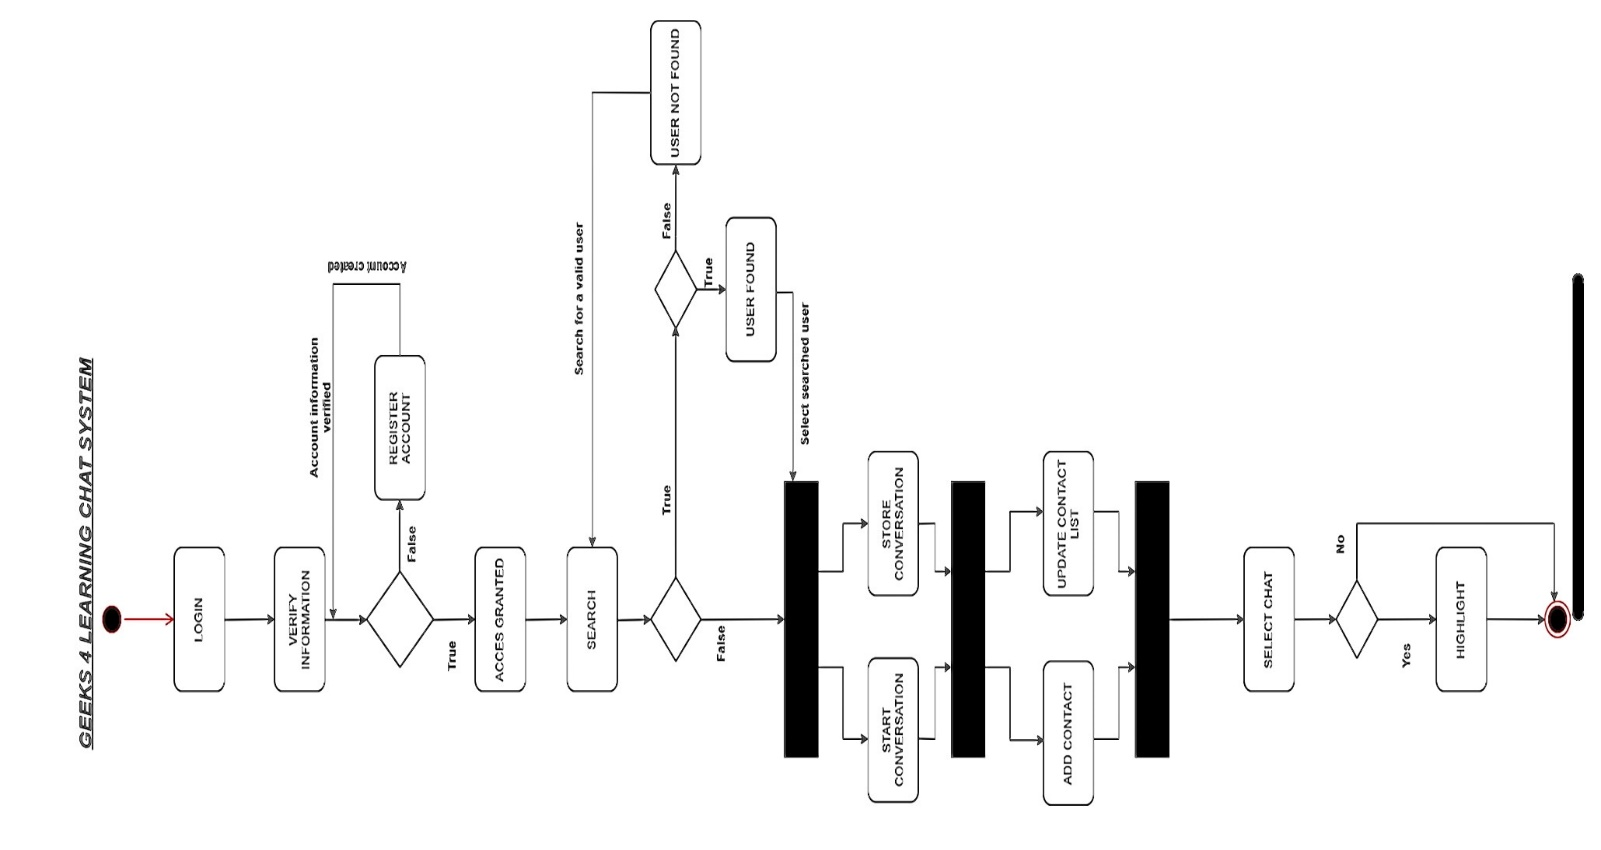 GEEKS 4 LEARNING CHAT SYSTEM
LOGIN
VERIFY
INFORMATION
Account information
verified
Account created
REGISTER
ACCOUNT
False
True
ACCES GRANTED
SEARCH
Search for a valid user
True
False
False
USER NOT FOUND
True
USER FOUND
Select searched user
STORE
CONVERSATION
START
CONVERSATION
UPDATE CONTACT
LIST
ADD CONTACT
SELECT CHAT
No
Yes
HIGHLIGHT